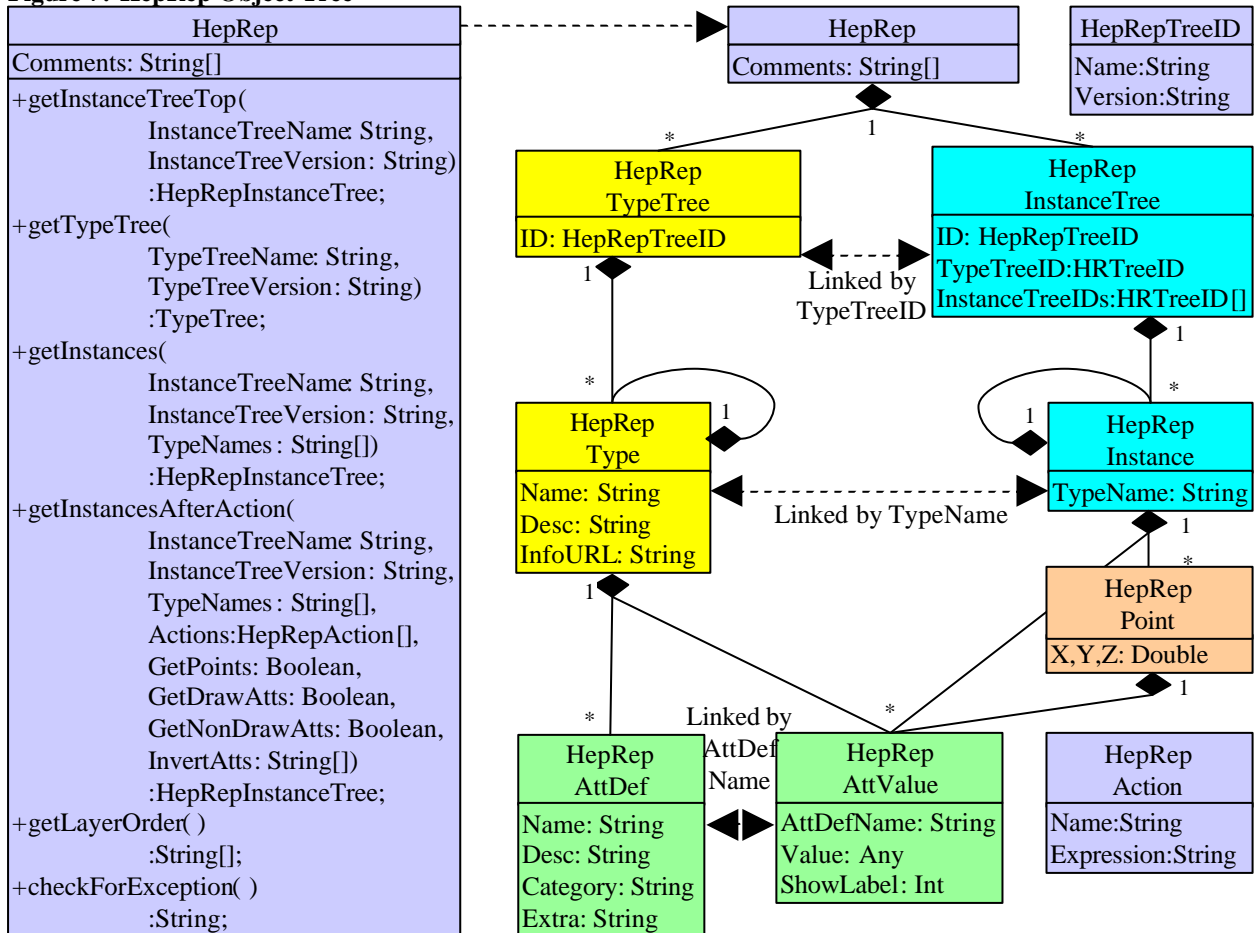 Figure 7: HepRep Object Tree
HepRep
Comments: String[]
+getInstanceTreeTop(
InstanceTreeName: String,
InstanceTreeVersion: String)
:HepRepInstanceTree;
+getTypeTree(
TypeTreeName: String,
TypeTreeVersion: String)
:TypeTree;
+getInstances(
InstanceTreeName: String,
InstanceTreeVersion: String,
TypeNames: String[])
:HepRepInstanceTree;
+getInstancesAfterAction(
InstanceTreeName: String,
InstanceTreeVersion: String,
TypeNames: String[],
Actions:HepRepAction[],
GetPoints: Boolean,
GetDrawAtts: Boolean,
GetNonDrawAtts: Boolean,
InvertAtts: String[])
:HepRepInstanceTree;
+getLayerOrder( )
:String[];
+checkForException( )
:String;
HepRep
Comments: String[]
1
*
*
HepRepTreeID
Name:String
Version:String
HepRep
TypeTree
ID: HepRepTreeID
1
Linked by
TypeTreeID
HepRep
InstanceTree
ID: HepRepTreeID
TypeTreeID:HRTreeID
InstanceTreeIDs:HRTreeID[]
1
*
1
HepRep
Type
Name: String
Desc: String
InfoURL: String
1
Linked by TypeName
*
1
HepRep
Instance
TypeName: String
1
*
HepRep
Point
X,Y,Z: Double
1
*
HepRep
AttDef
Name: String
Desc: String
Category: String
Extra: String
Linked by
AttDef
Name
*
HepRep
AttValue
AttDefName: String
Value: Any
ShowLabel: Int
HepRep
Action
Name:String
Expression:String